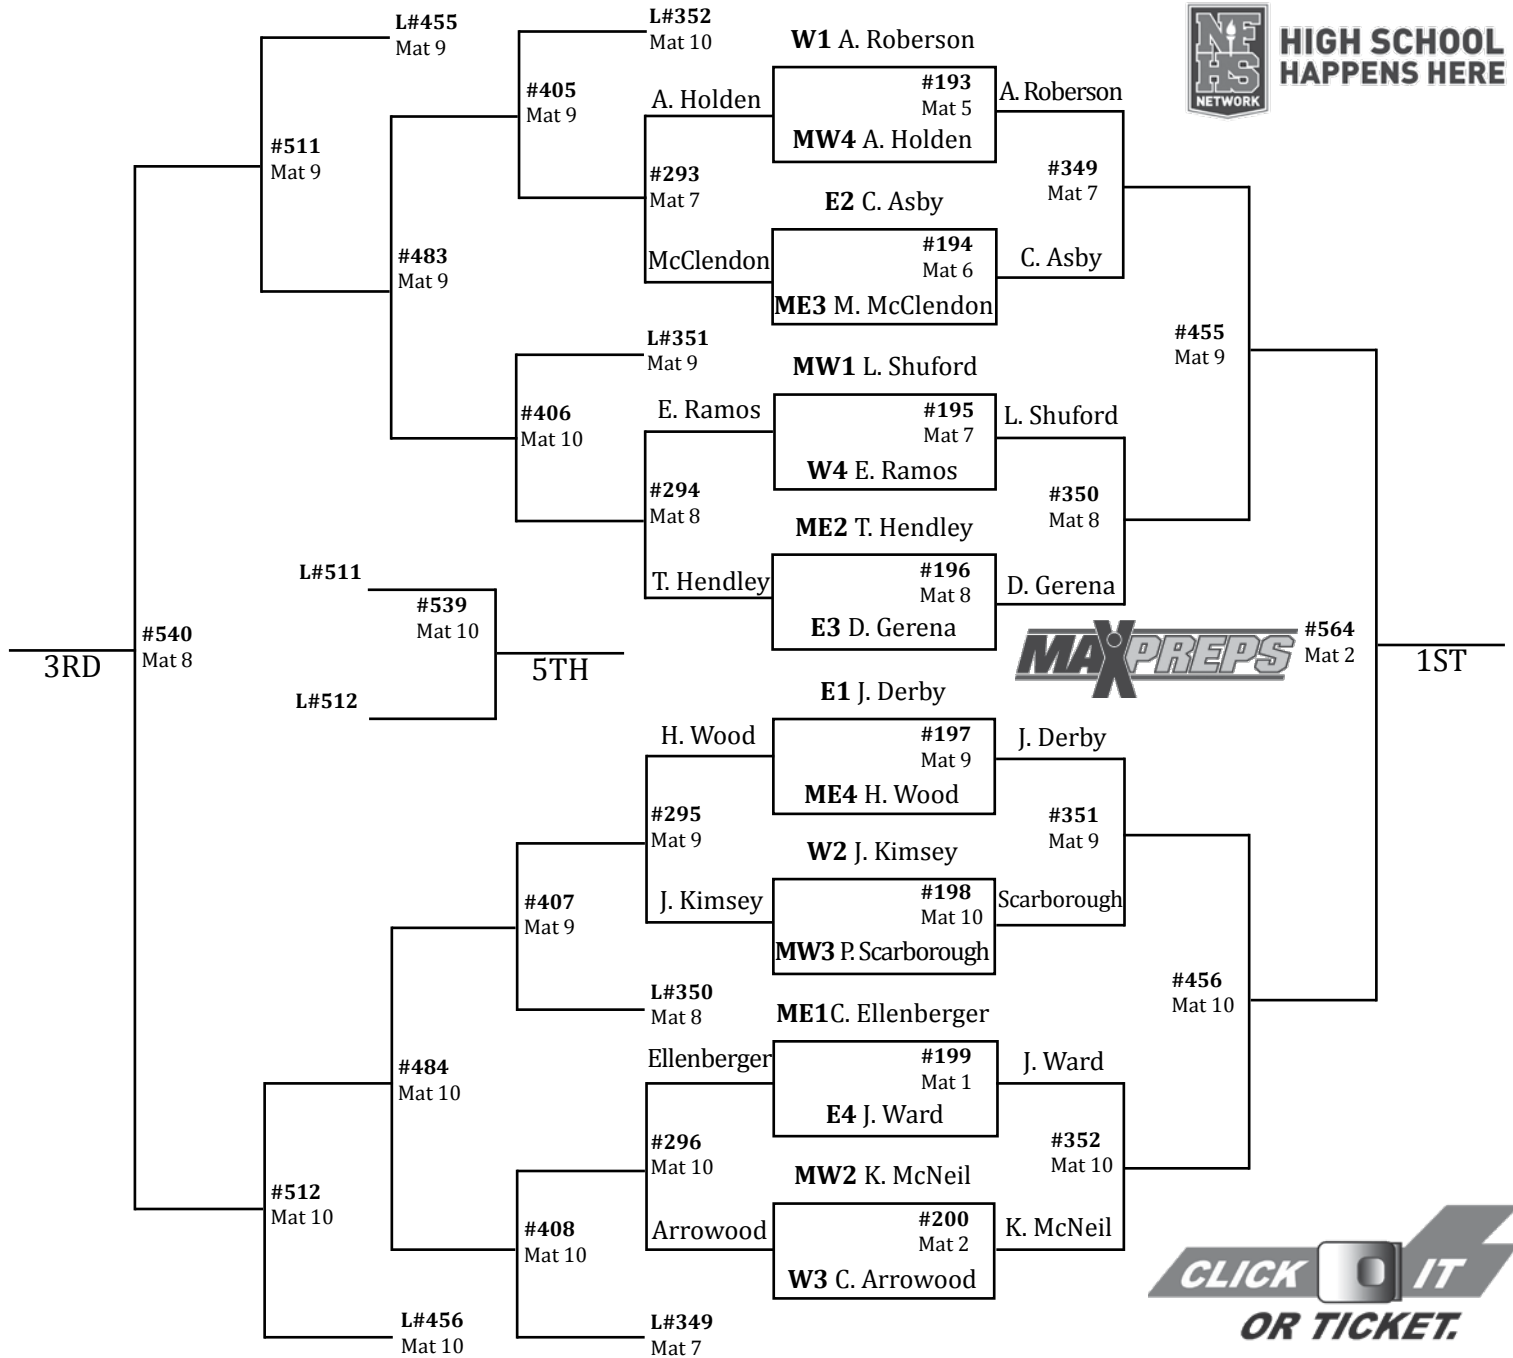 L#455
Mat 9
L#352
Mat 10
W1 A. Roberson
NFHS
NETWORK
HIGH SCHOOL
HAPPENS HERE
#405
Mat 9
A. Holden
#193
Mat 5
A. Roberson
MW4 A. Holden
#511
Mat 9
#293
Mat 7
#349
Mat 7
E2 C. Asby
#483
Mat 9
McClendon
#194
Mat 6
C. Asby
ME3 M. McClendon
L#351
Mat 9
#455
Mat 9
MW1 L. Shuford
#406
Mat 10
E. Ramos
#195
Mat 7
L. Shuford
W4 E. Ramos
#294
Mat 8
#350
Mat 8
ME2 T. Hendley
L#511
T. Hendley
#196
Mat 8
D. Gerena
#539
Mat 10
E3 D. Gerena
#540
Mat 8
MAXPREPS
#564
Mat 2
3RD
5TH
1ST
L#512
E1 J. Derby
H. Wood
#197
Mat 9
J. Derby
ME4 H. Wood
#295
Mat 9
#351
Mat 9
W2 J. Kimsey
#407
Mat 9
J. Kimsey
#198
Mat 10
Scarborough
MW3 P. Scarborough
L#350
Mat 8
#456
Mat 10
ME1C. Ellenberger
#484
Mat 10
Ellenberger
#199
Mat 1
J. Ward
E4 J. Ward
#296
Mat 10
#352
Mat 10
MW2 K. McNeil
#512
Mat 10
#408
Mat 10
Arrowood
#200
Mat 2
K. McNeil
W3 C. Arrowood
CLICK IT
OR TICKET.
L#456
Mat 10
L#349
Mat 7